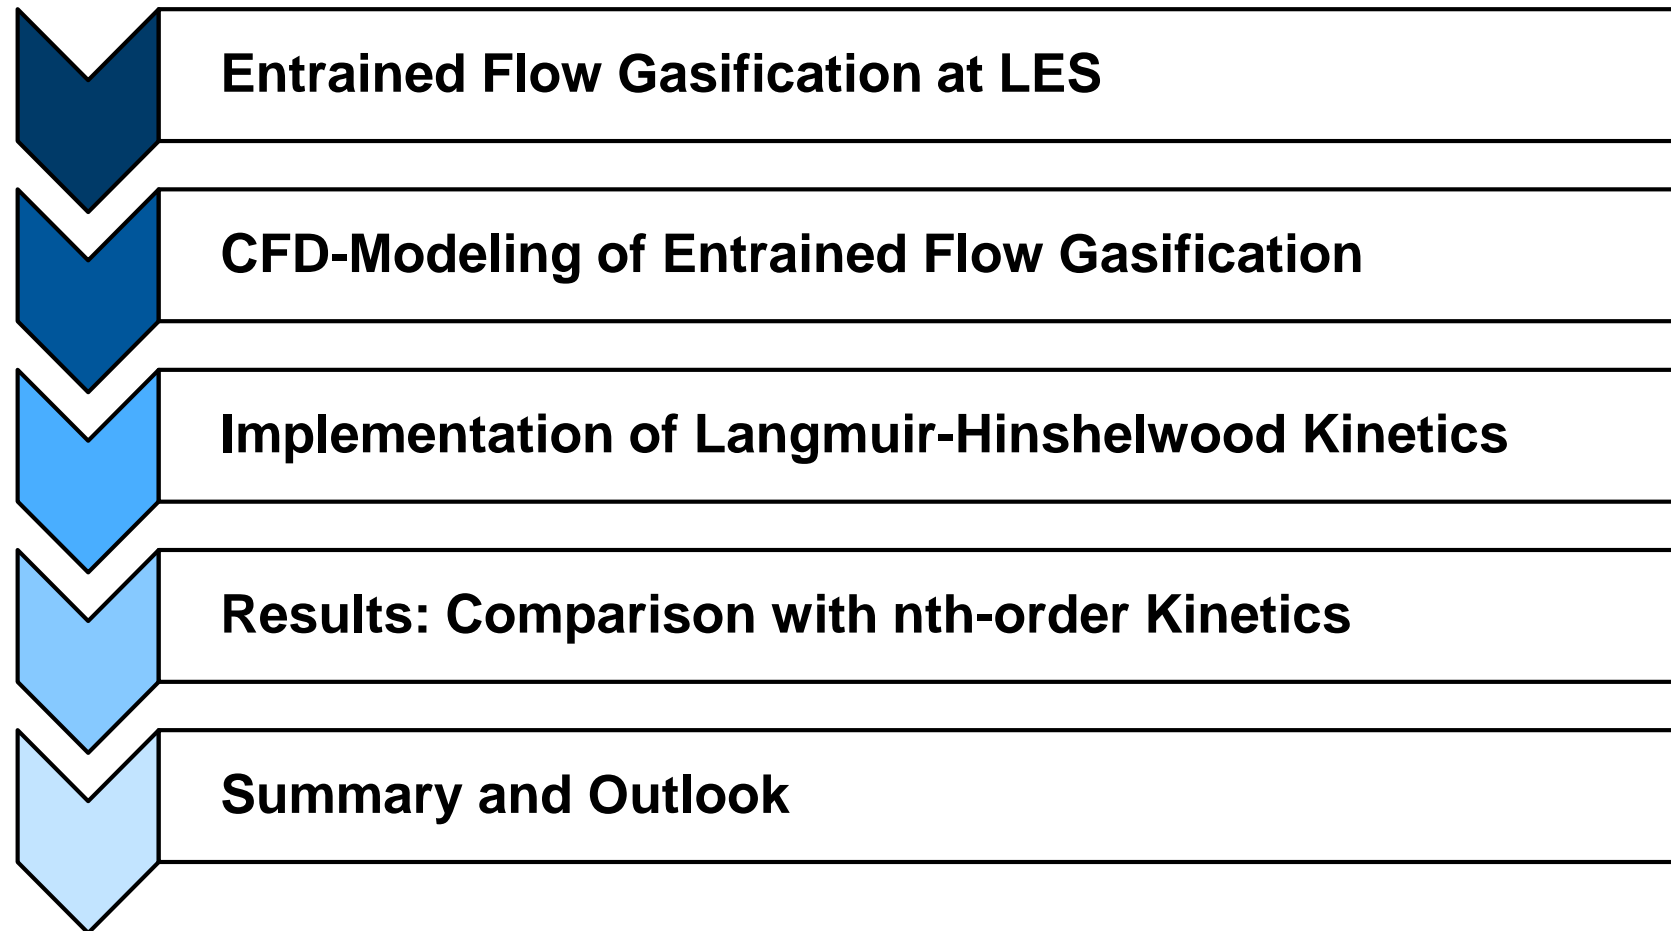 Entrained Flow Gasification at LES
CFD-Modeling of Entrained Flow Gasification
Implementation of Langmuir-Hinshelwood Kinetics
Results: Comparison with nth-order Kinetics
Summary and Outlook